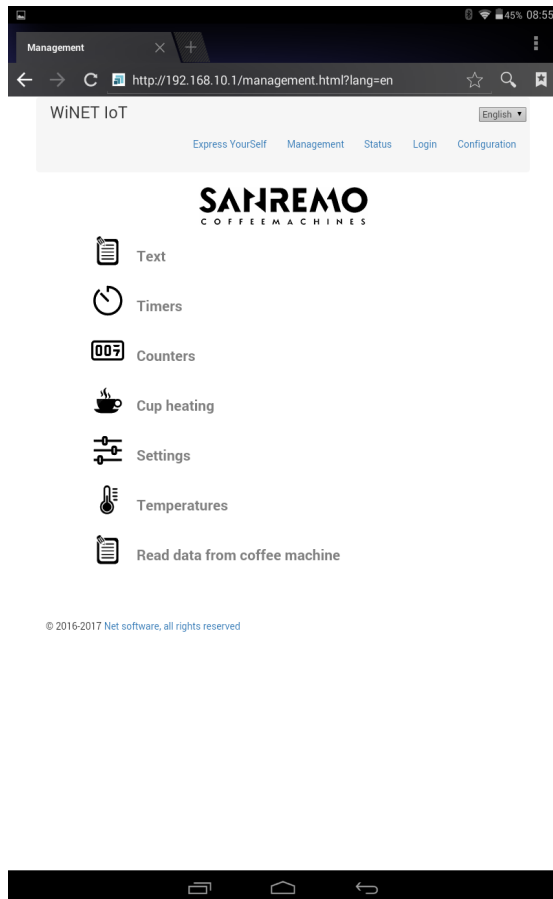 45% 08:55
Management
http://192.168.10.1/management.html?lang=en
WiNET IoT
English
Express YourSelf Management Status Login Configuration
SANREMO
COFFEEMACHINES
Text
Timers
007
Counters
Cup heating
Settings
Temperatures
Read data from coffee machine
© 2016-2017 Net software, all rights reserved